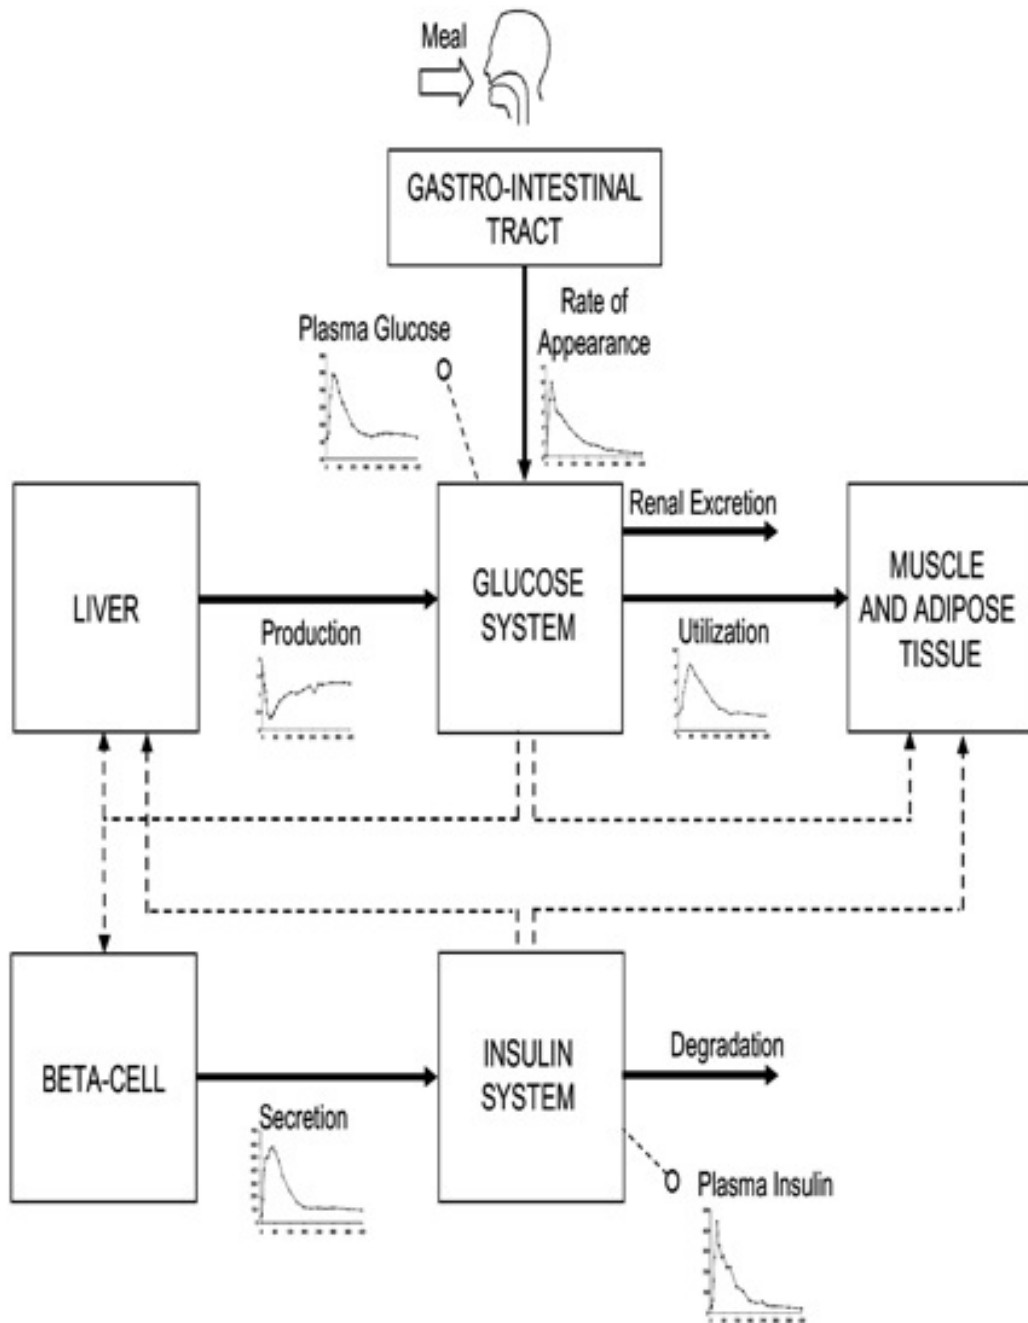 Meal
GASTRO-INTESTINAL
TRACT
Rate of
Appearance
Plasma Glucose
Renal Excretion
LIVER
GLUCOSE
SYSTEM
MUSCLE
AND ADIPOSE
TISSUE
Production
Utilization
BETA-CELL
INSULIN
SYSTEM
Degradation
Secretion
Plasma Insulin